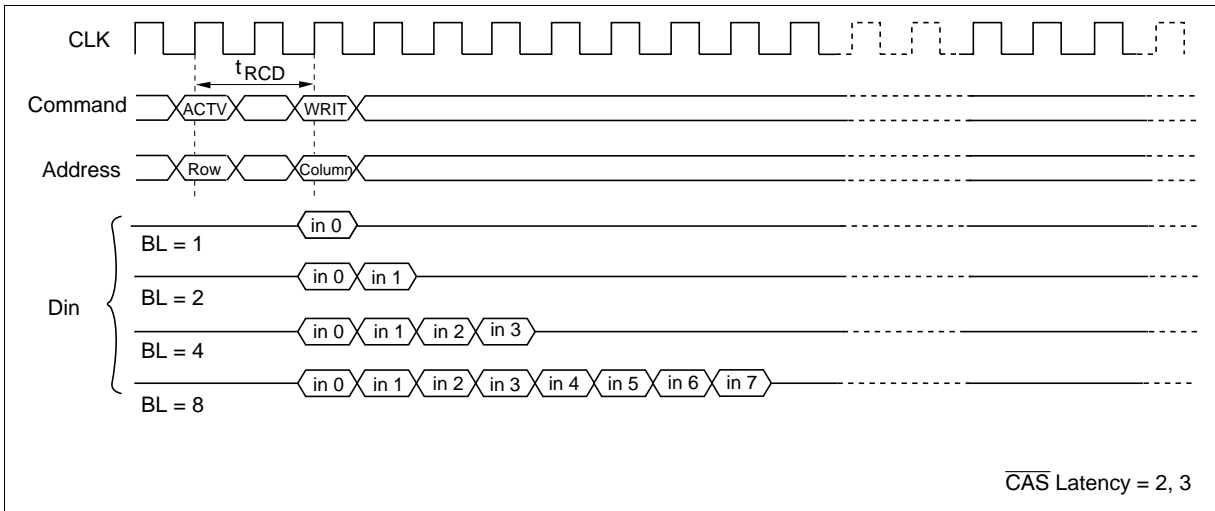 CLK
tRCD
Command ACTV WRIT
Address Row Column
in 0
BL = 1
in 0 in 1
BL = 2
Din
in 0 in 1 in 2 in 3
BL = 4
in 0 in 1 in 2 in 3 in 4 in 5 in 6 in 7
BL = 8
CAS Latency = 2, 3